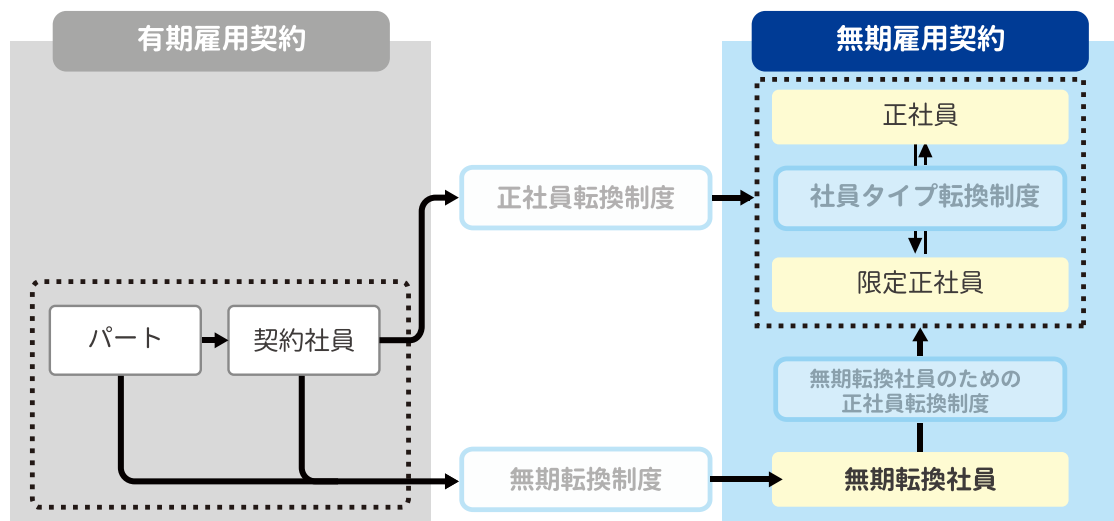 有期雇用契約
無期雇用契約
正社員
正社員転換制度
社員タイプ転換制度
限定正社員
パート
契約社員
無期転換社員のための
正社員転換制度
無期転換制度
無期転換社員